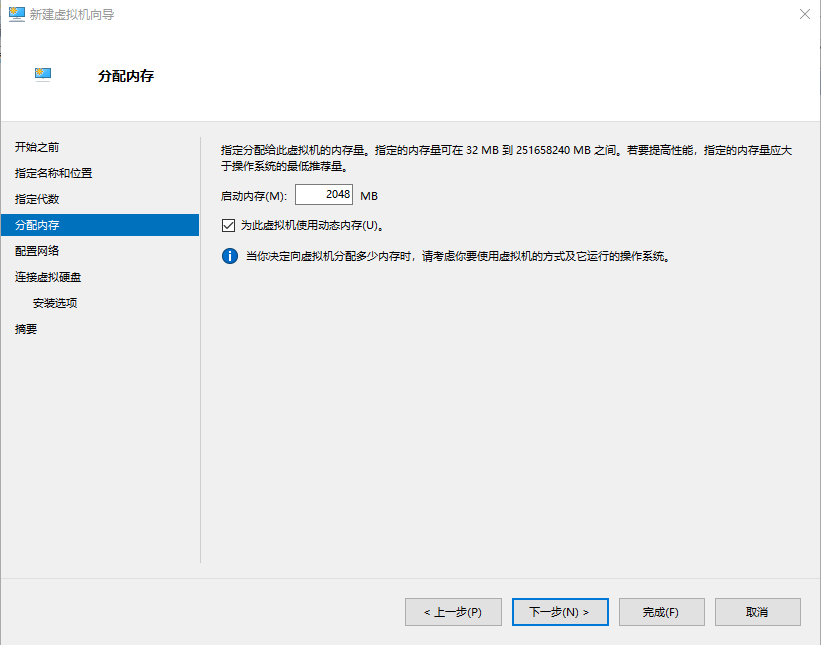 新建虚拟机向导
分配内存
开始之前
指定名称和位置
指定代数
分配内存
配置网络
连接虚拟硬盘
安装选项
摘要
指定分配给此虚拟机的内存量。指定的内存量可在 32 MB 到 251658240 MB 之间。若要提高性能，指定的内存量应大
于操作系统的最低推荐量。
启动内存(M): 2048 MB
为此虚拟机使用动态内存(U)。
当你决定向虚拟机分配多少内存时，请考虑你要使用虚拟机的方式及它运行的操作系统。
< 上一步(P) 下一步(N) > 完成(F) 取消